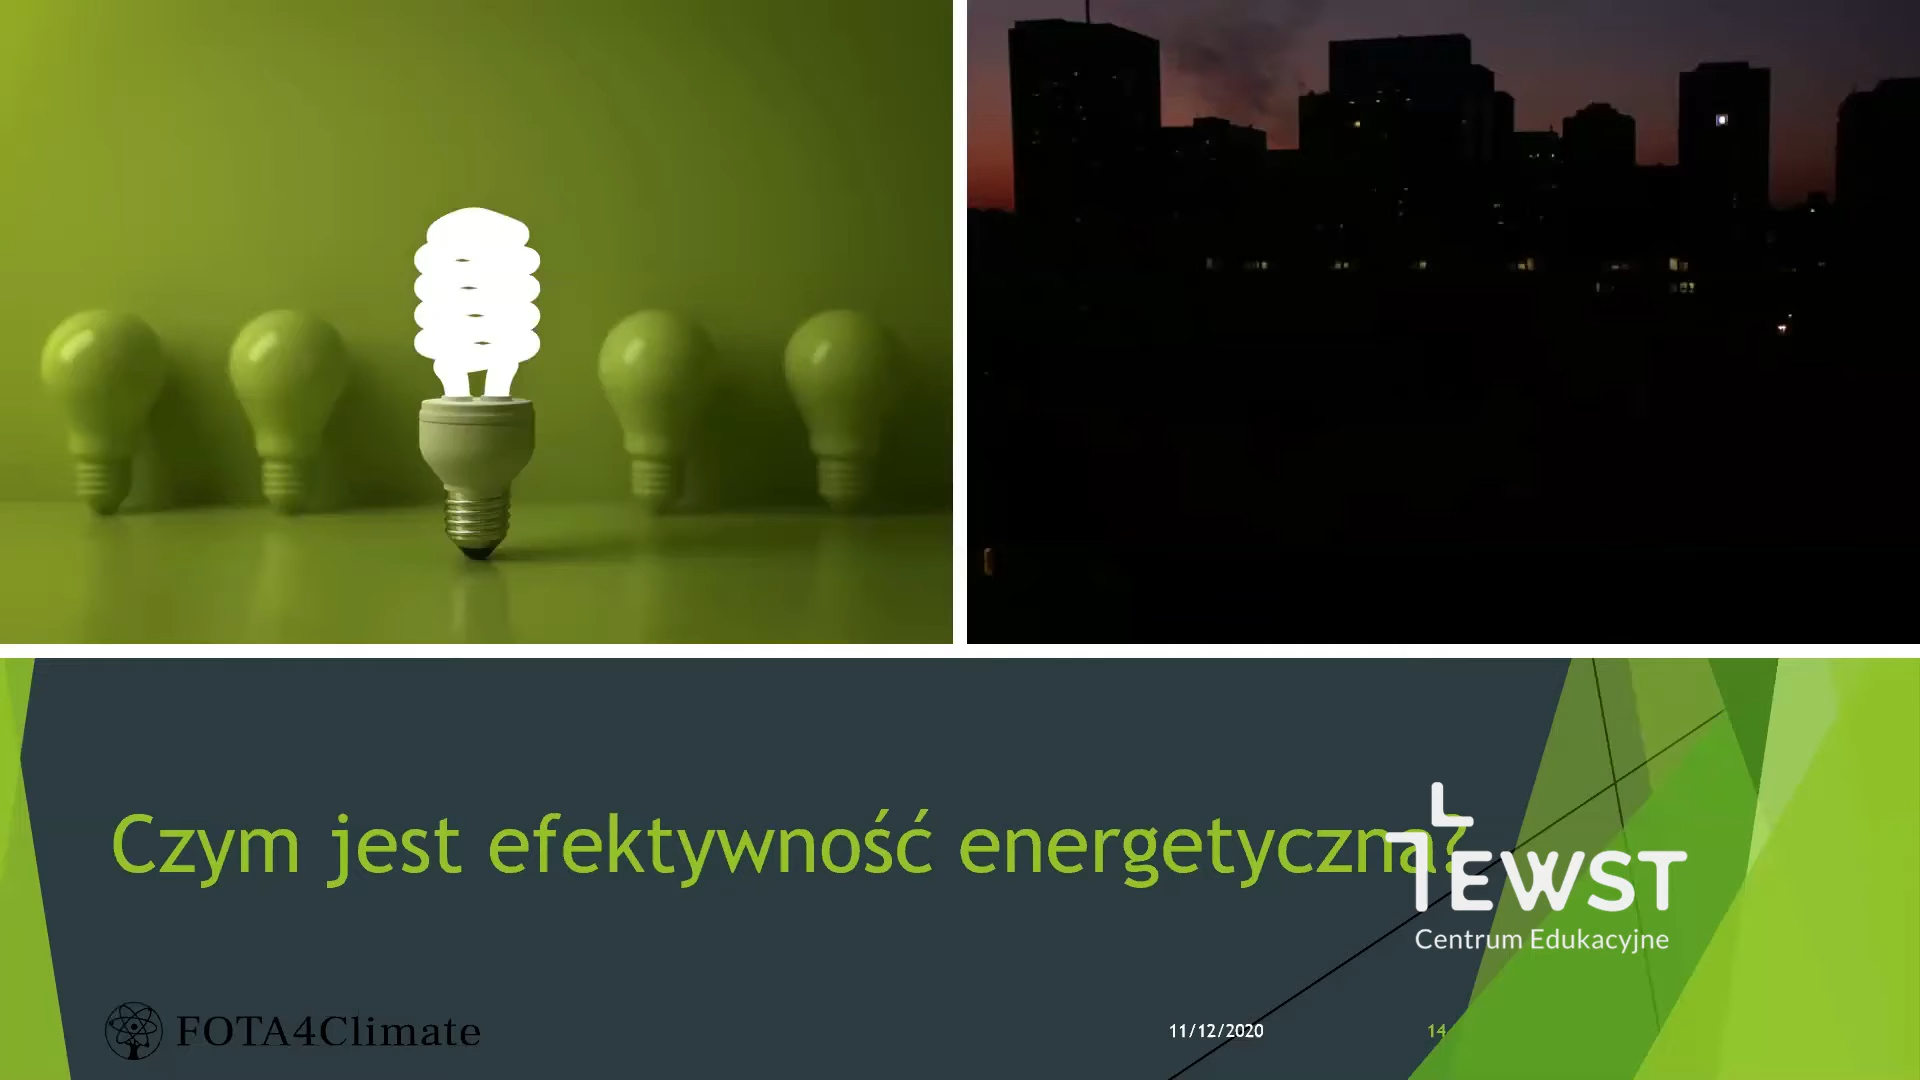 Czym jest efektywność energetyczna?
EWST
Centrum Edukacyjne
FOTA4Climate
11/12/2020
14